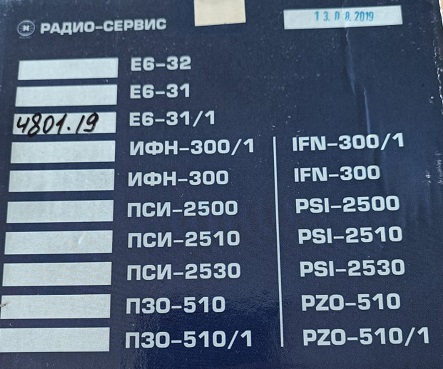 РАДИО-СЕРВИС
13.08.2019
Е6-32
Е6-31
4801.19 Е6-31/1
ИФН-300/1 IFN-300/1
ИФН-300 IFN-300
ПСИ-2500 PSI-2500
ПСИ-2510 PSI-2510
ПСИ-2530 PSI-2530
ПЗО-510 PZO-510
ПЗО-510/1 PZO-510/1